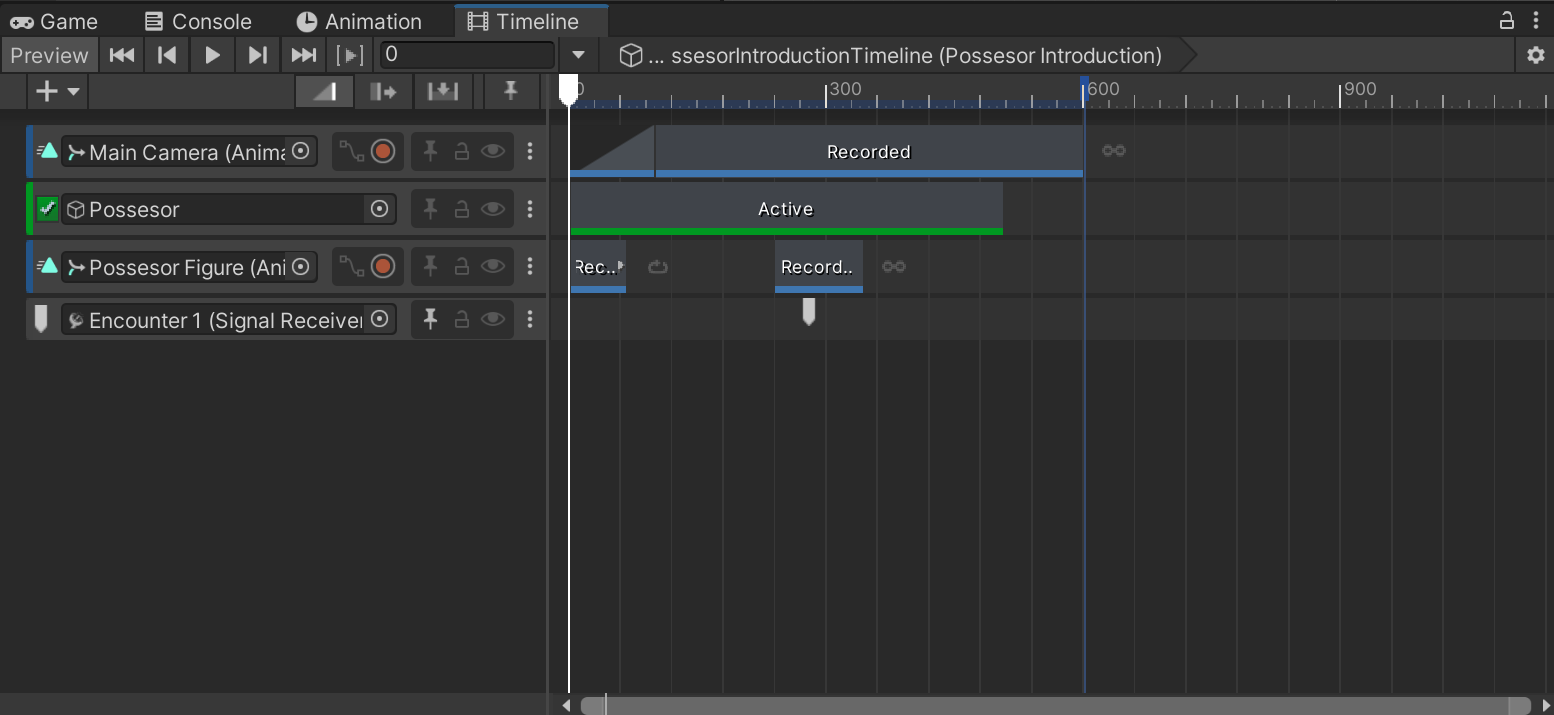 Game Console Animation Timeline
Preview 0 ... ssesorIntroductionTimeline (Possesor Introduction)
0 300 600 900
Main Camera (Anima Recorded
Possesor Active
Possesor Figure (Ani Rec.. Record..
Encounter 1 (Signal Receiver